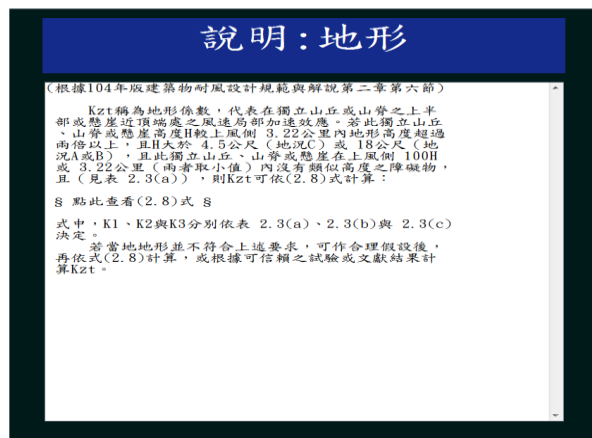 說明:地形
(根據104年版建築物耐風設計規範與解說第二章第六節)
Kzt稱為地形係數，代表在獨立山丘或山脊之上半
部或懸崖近頂端處之風速局部加速效應。若此獨立山丘
、山脊或懸崖高度H較上風側 3.22公里內地形高度超過
兩倍以上，且H大於 4.5公尺 (地況C) 或 18公尺 (地
況A或B) ，且此獨立山丘、山脊或懸崖在上風側 100H
或 3.22公里 (兩者取小值) 內沒有類似高度之障礙物，
且 (見表 2.3(a)) ，則Kzt可依(2.8)式計算：
§ 點此查看(2.8)式 §
式中，K1、K2與K3分別依表 2.3(a)、2.3(b)與 2.3(c)
決定。
若當地地形並不符合上述要求，可作合理假設後，
再依式(2.8)計算，或根據可信賴之試驗或文獻結果計
算Kzt。